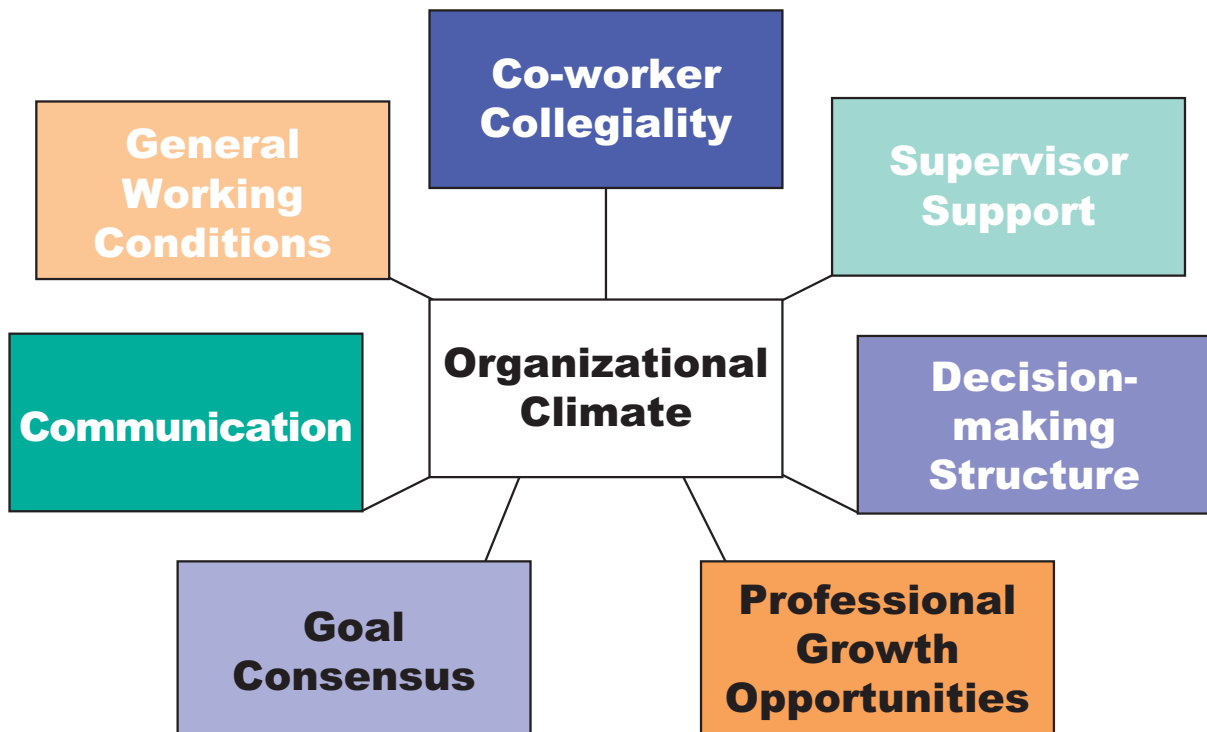 Co-worker
Collegiality
General
Working
Conditions
Supervisor
Support
Organizational
Climate
Communication
Decision-
making
Structure
Goal
Consensus
Professional
Growth
Opportunities